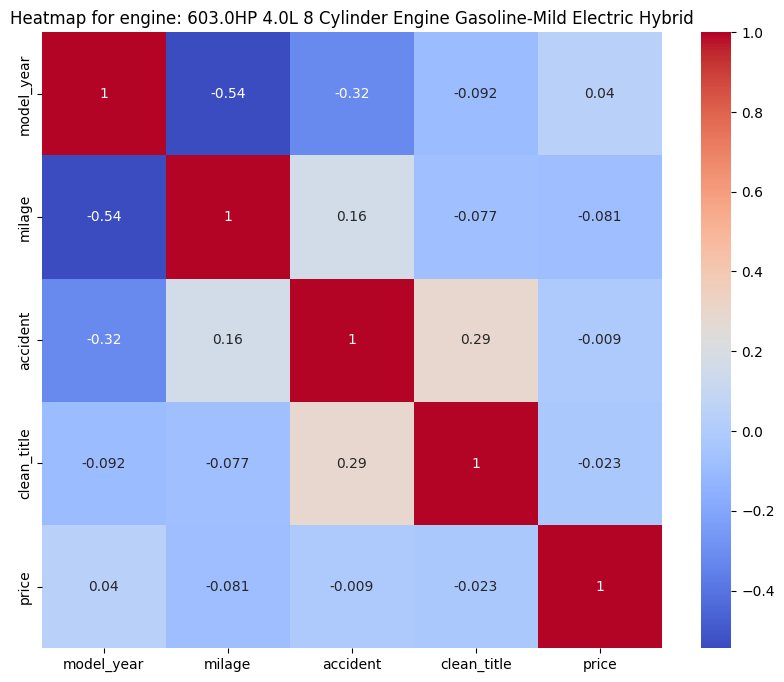 Heatmap for engine: 603.0HP 4.0L 8 Cylinder Engine Gasoline-Mild Electric Hybrid
model_year 1 -0.54 -0.32 -0.092 0.04
milage -0.54 1 0.16 -0.077 -0.081
accident -0.32 0.16 1 0.29 -0.009
clean_title -0.092 -0.077 0.29 1 -0.023
price 0.04 -0.081 -0.009 -0.023 1
model_year milage accident clean_title price
1.0
0.8
0.6
0.4
0.2
0.0
−0.2
−0.4